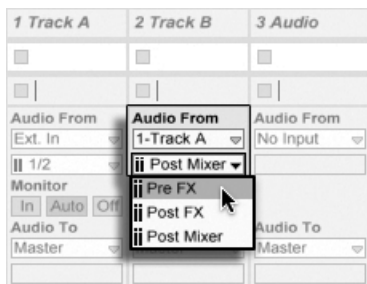 1 Track A 2 Track B 3 Audio
Audio From Audio From Audio From
Ext. In 1-Track A No Input
1/2 Post Mixer
Monitor Pre FX
In Auto Off Post FX
Audio To Post Mixer Audio To
Master Master